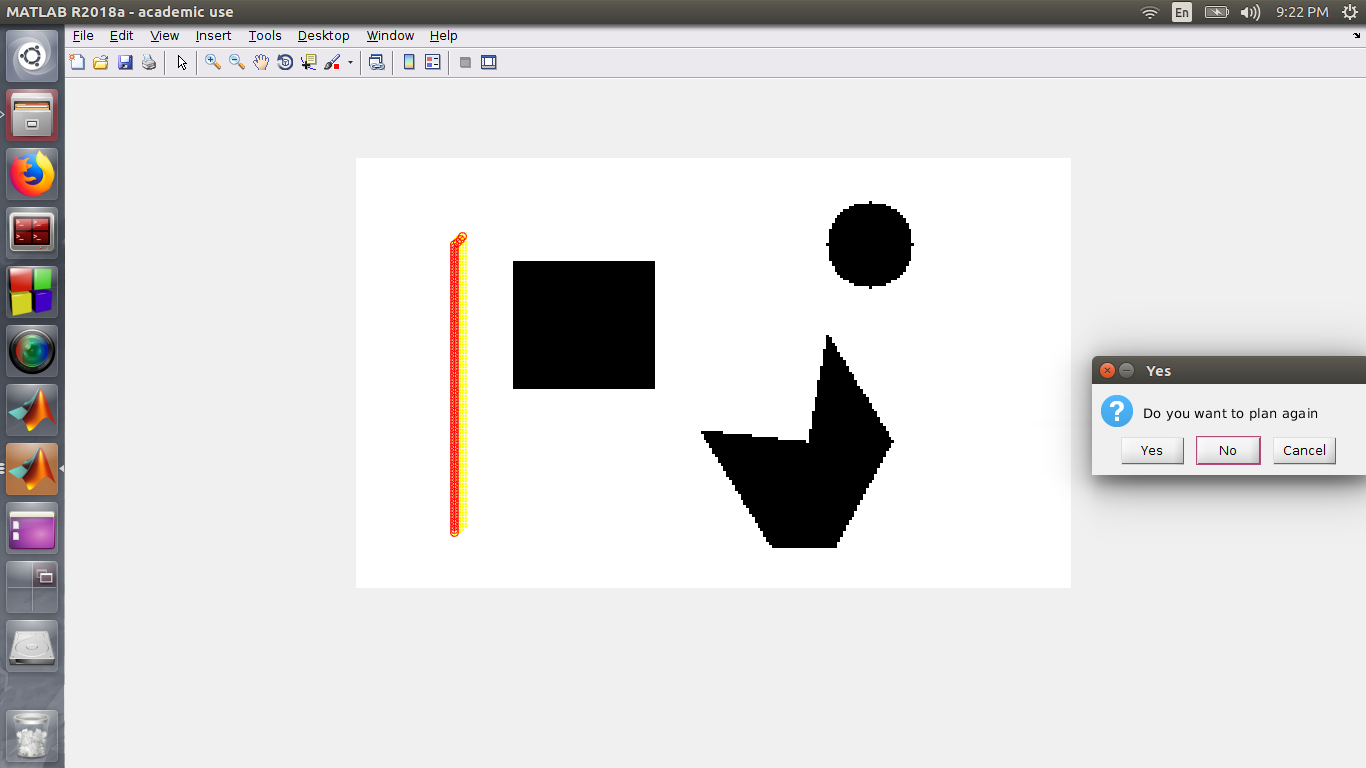 MATLAB R2018a - academic use
En
9:22 PM
File Edit View Insert Tools Desktop Window Help
Yes
Do you want to plan again
Yes No Cancel